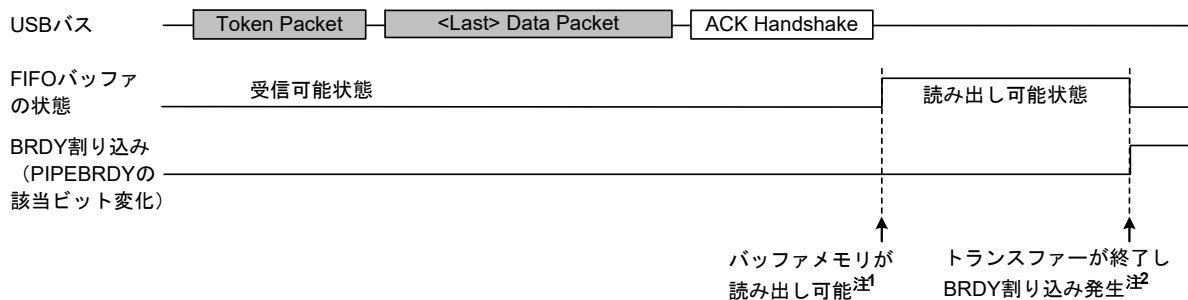 USBバス
Token Packet
<Last> Data Packet
ACK Handshake
FIFOバッファ
の状態
受信可能状態
読み出し可能状態
BRDY割り込み
（PIPEBRDYの
該当ビット変化）
バッファメモリが
読み出し可能注1
トランスファーが終了し
BRDY割り込み発生注2